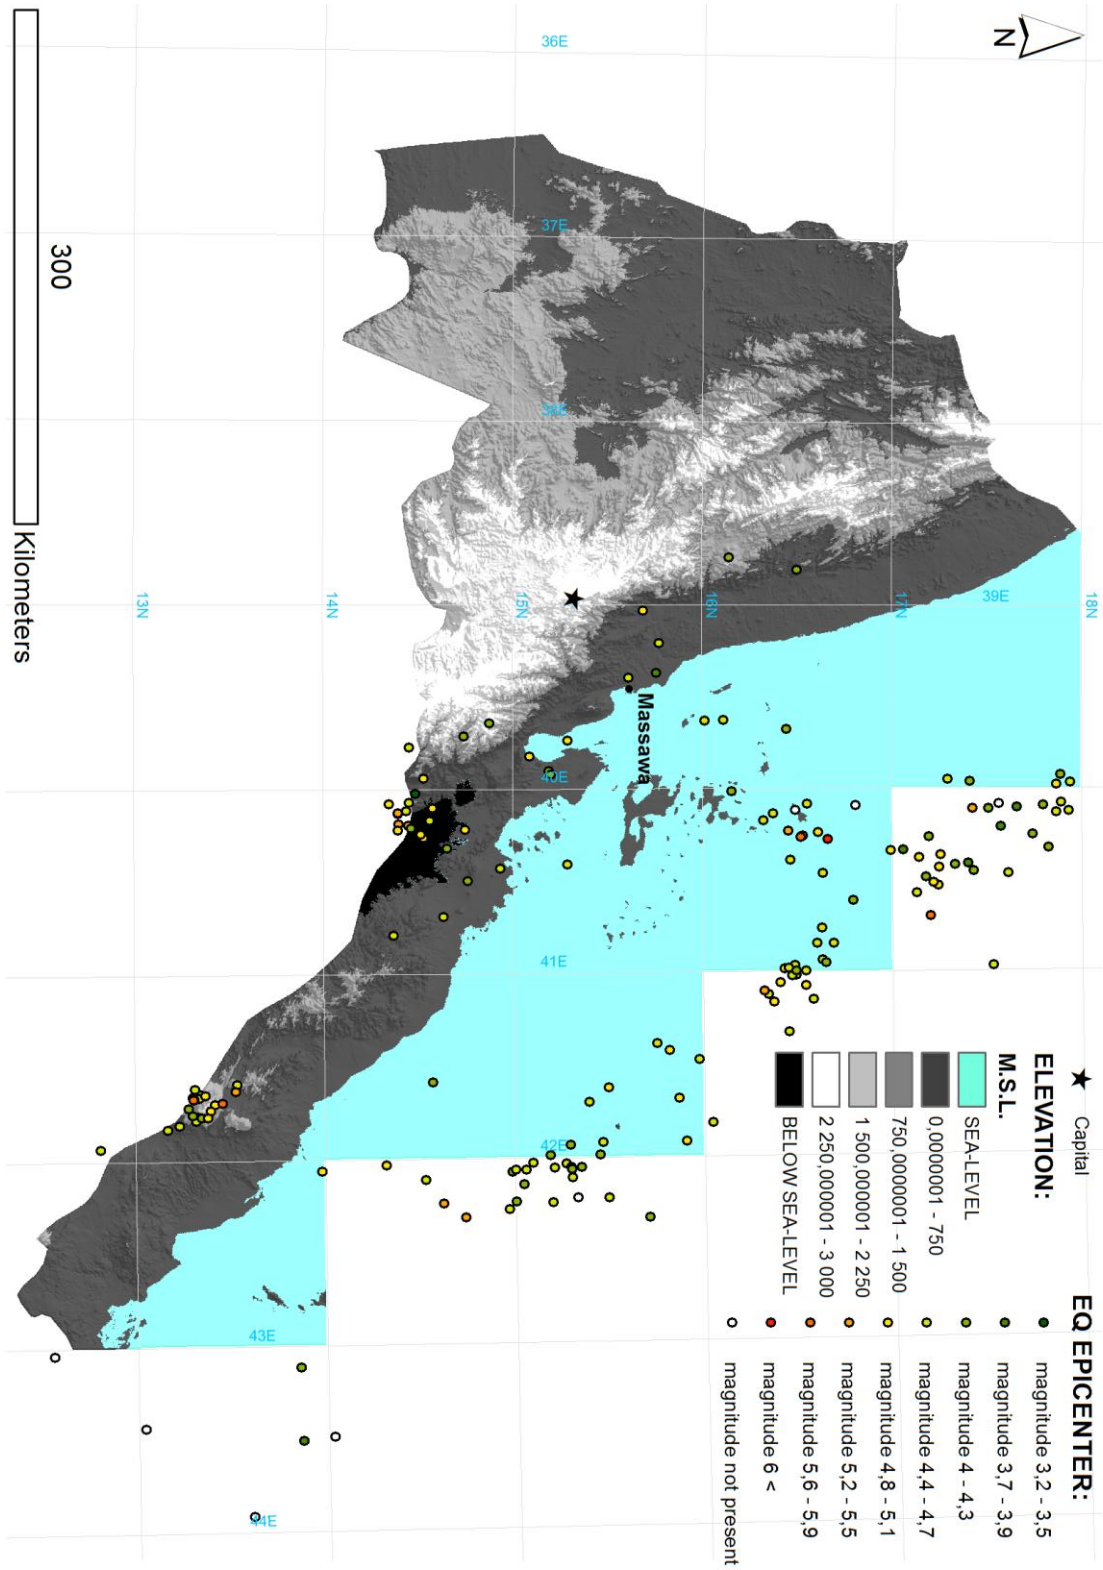 N
36E
37E
38E
39E
40E
41E
42E
43E
44E
18N
17N
16N
15N
14N
13N
Massawa
Capital
ELEVATION:
M.S.L.
SEA-LEVEL
0,0000001 - 750
750,0000001 - 1 500
1 500,000001 - 2 250
2 250,000001 - 3 000
BELOW SEA-LEVEL
EQ EPICENTER:
magnitude 3,2 - 3,5
magnitude 3,7 - 3,9
magnitude 4 - 4,3
magnitude 4,4 - 4,7
magnitude 4,8 - 5,1
magnitude 5,2 - 5,5
magnitude 5,6 - 5,9
magnitude 6 <
magnitude not present
300
Kilometers